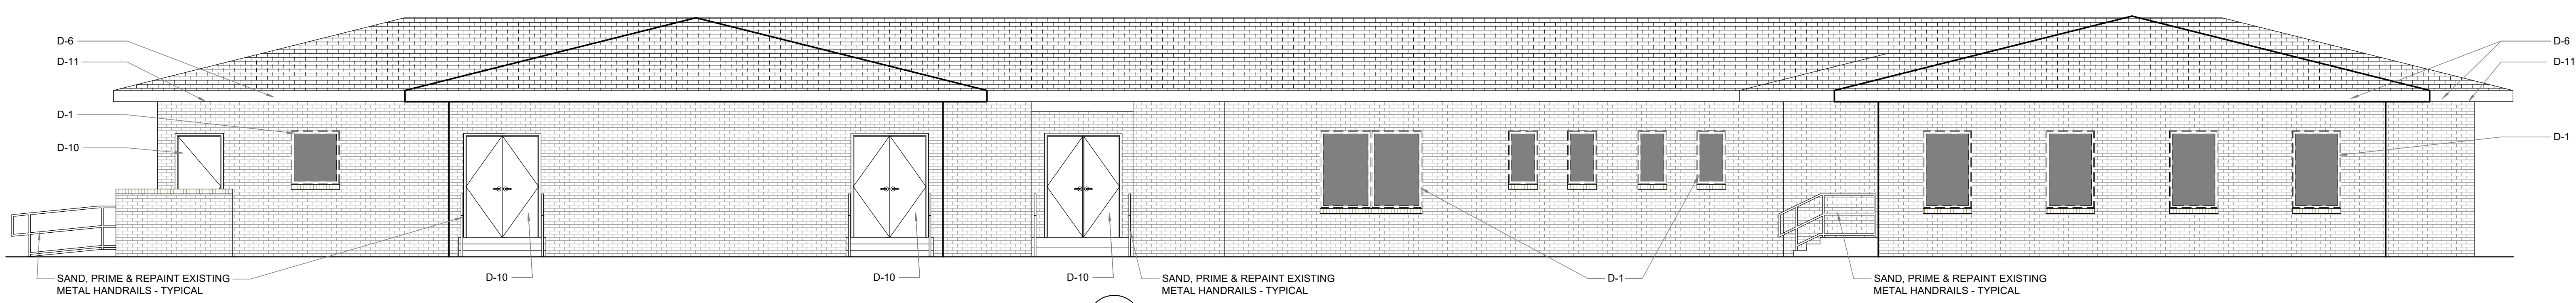 D-6
D-11
D-1
D-10
D-6
D-11
D-1
SAND, PRIME & REPAINT EXISTING
METAL HANDRAILS - TYPICAL
D-10
D-10
D-10
SAND, PRIME & REPAINT EXISTING
METAL HANDRAILS - TYPICAL
D-1
SAND, PRIME & REPAINT EXISTING
METAL HANDRAILS - TYPICAL